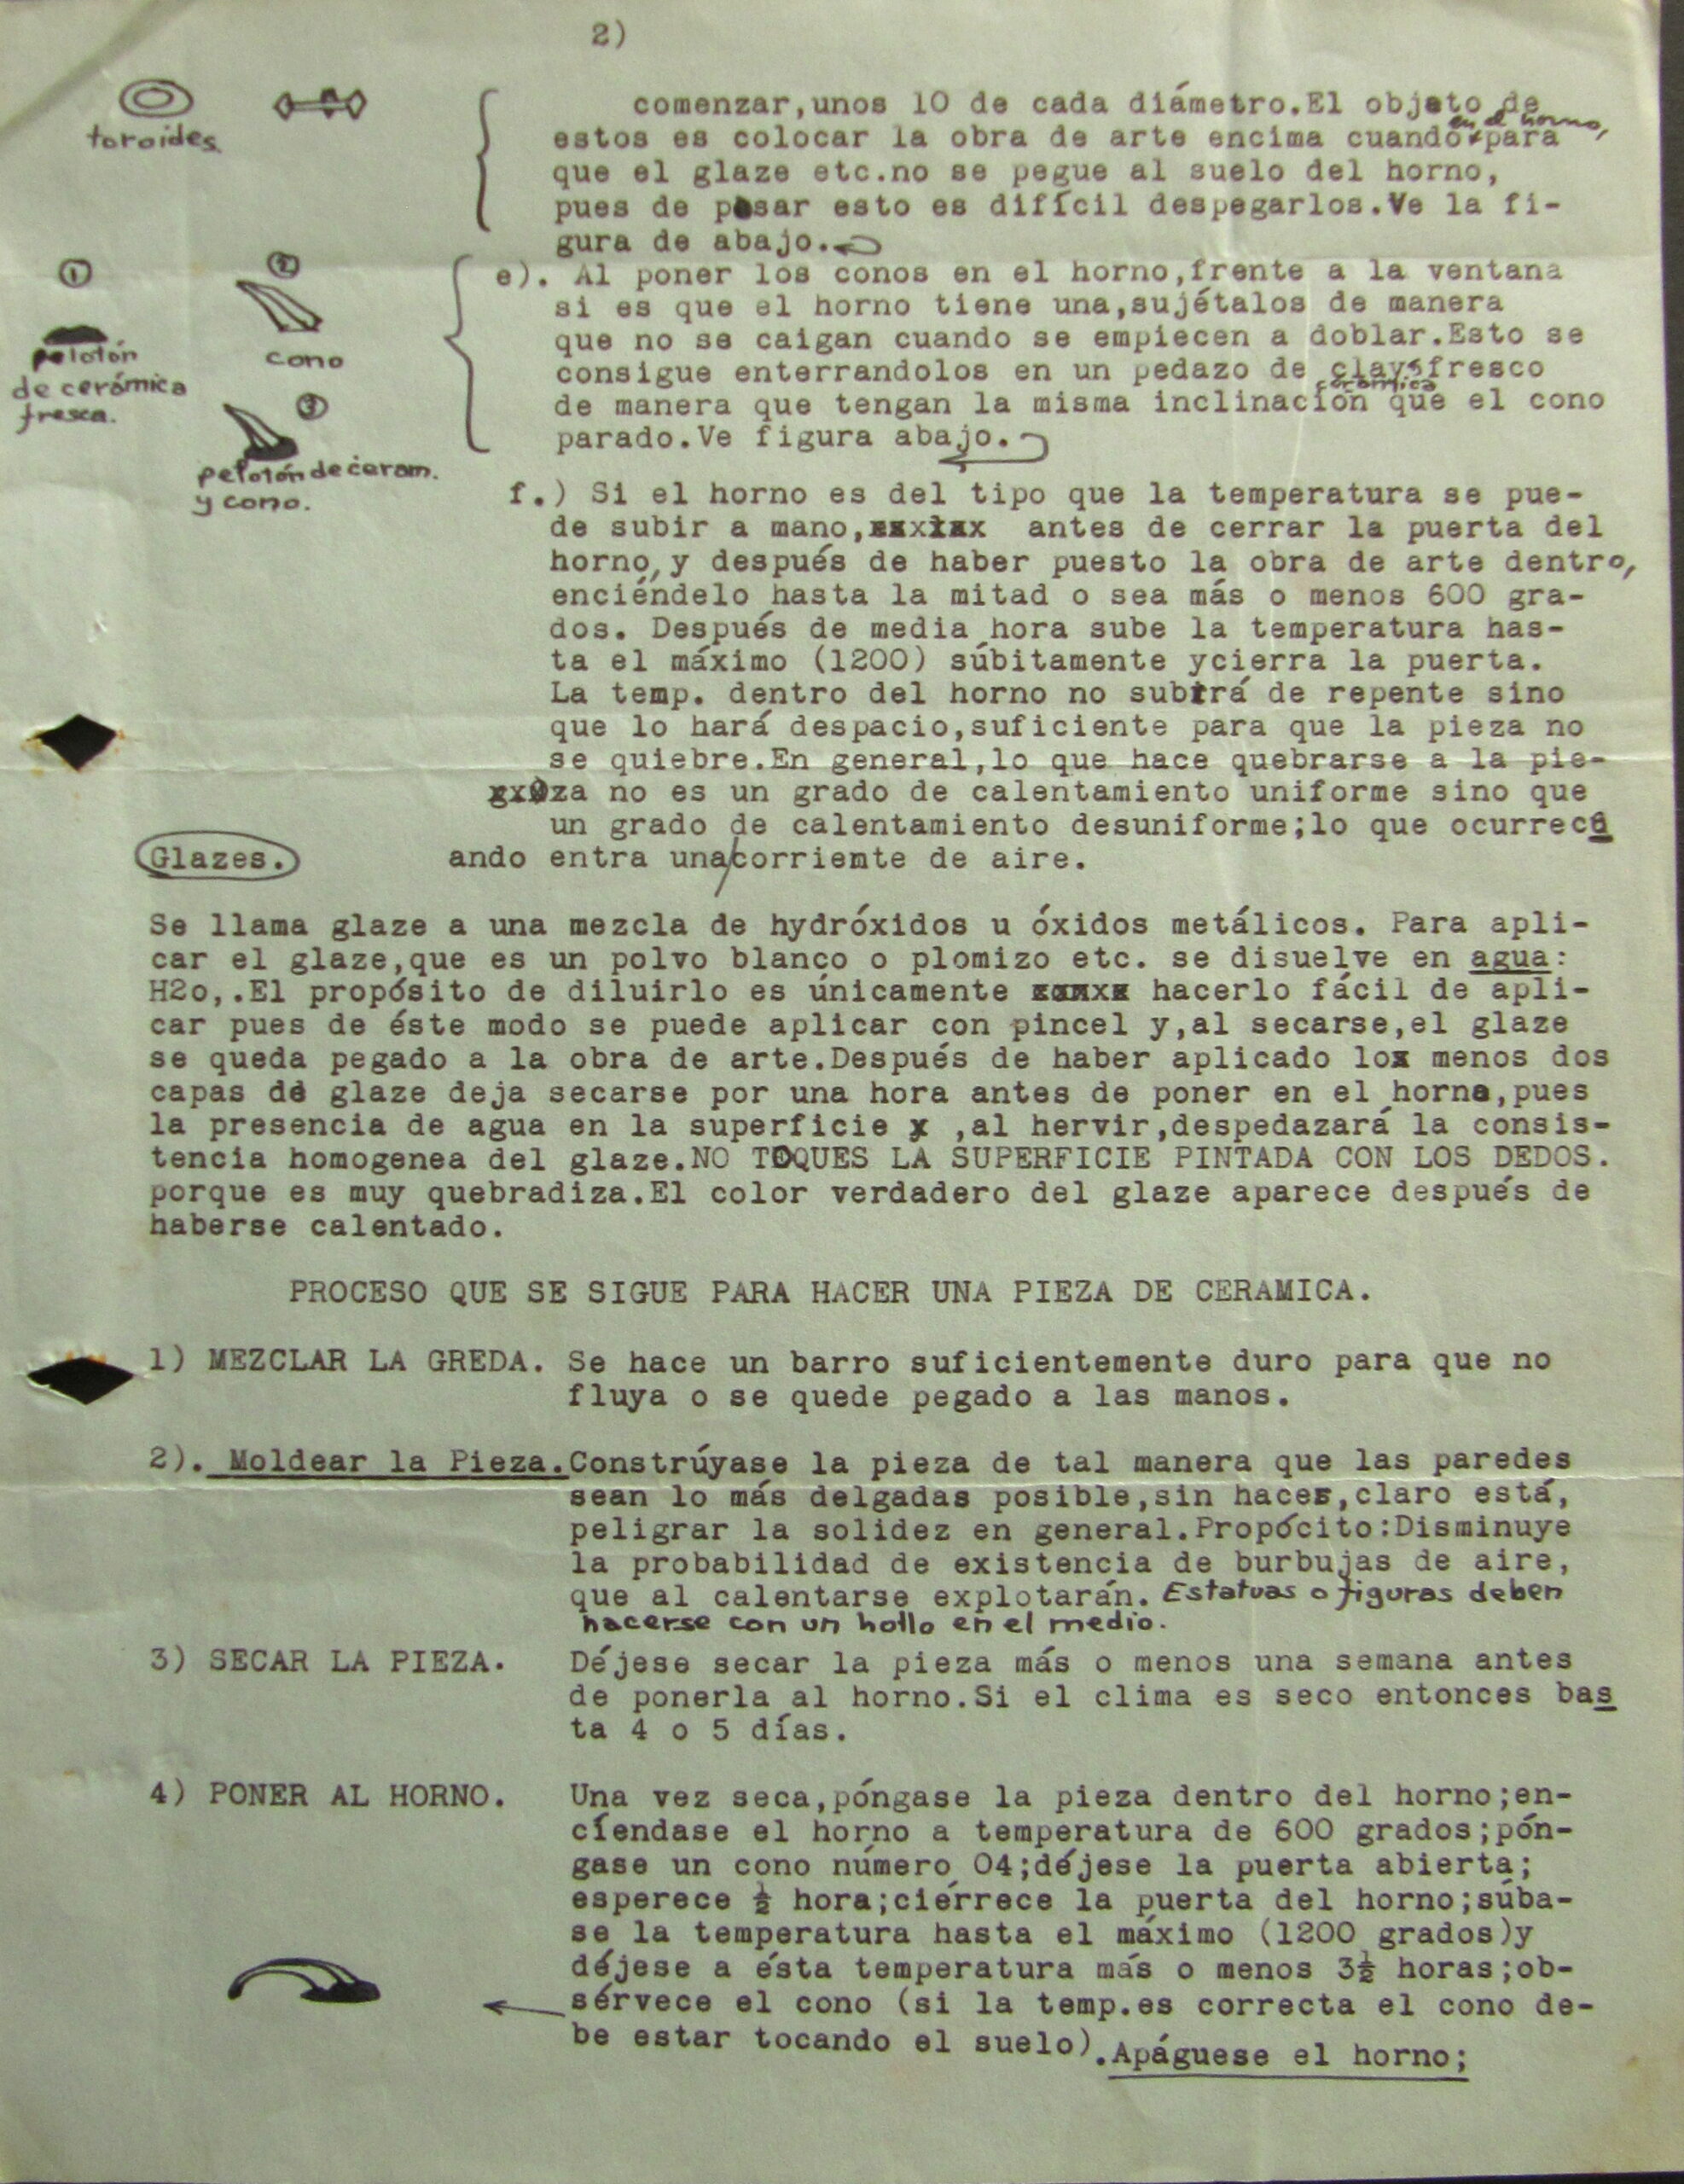 2)
toroides.
comenzar,unos 10 de cada diámetro.El objeto de
en el horno,
estos es colocar la obra de arte encima cuando para
que el glaze etc.no se pegue al suelo del horno,
pues de pasar esto es difícil despegarlos.Ve la fi-
gura de abajo.
1
pelotón
de cerámica
fresca.
2
cono
3
pelotón de ceram.
y cono.
e). Al poner los conos en el horno,frente a la ventana
si es que el horno tiene una,sujétalos de manera
que no se caigan cuando se empiecen a doblar.Esto se
consigue enterrandolos en un pedazo de clay fresco
cerámica
de manera que tengan la misma inclinación que el cono
parado.Ve figura abajo.
f.) Si el horno es del tipo que la temperatura se pue-
de subir a mano, antes de cerrar la puerta del
horno,y después de haber puesto la obra de arte dentro,
enciéndelo hasta la mitad o sea más o menos 600 gra-
dos. Después de media hora sube la temperatura has-
ta el máximo (1200) súbitamente ycierra la puerta.
La temp. dentro del horno no subirá de repente sino
que lo hará despacio,suficiente para que la pieza no
se quiebre.En general,lo que hace quebrarse a la pie-
za no es un grado de calentamiento uniforme sino que
un grado de calentamiento desuniforme;lo que ocurrecu
ando entra una/corriente de aire.
Glazes.
Se llama glaze a una mezcla de hydróxidos u óxidos metálicos. Para apli-
car el glaze,que es un polvo blanco o plomizo etc. se disuelve en agua:
H2o,.El propósito de diluirlo es únicamente hacerlo fácil de apli-
car pues de éste modo se puede aplicar con pincel y,al secarse,el glaze
se queda pegado a la obra de arte.Después de haber aplicado lo menos dos
capas de glaze deja secarse por una hora antes de poner en el horno,pues
la presencia de agua en la superficie ,al hervir,despedazará la consis-
tencia homogenea del glaze.NO TOQUES LA SUPERFICIE PINTADA CON LOS DEDOS.
porque es muy quebradiza.El color verdadero del glaze aparece después de
haberse calentado.
PROCESO QUE SE SIGUE PARA HACER UNA PIEZA DE CERAMICA.
1) MEZCLAR LA GREDA. Se hace un barro suficientemente duro para que no
fluya o se quede pegado a las manos.
2). Moldear la Pieza.Constrúyase la pieza de tal manera que las paredes
sean lo más delgadas posible,sin hacer,claro está,
peligrar la solidez en general.Propócito:Disminuye
la probabilidad de existencia de burbujas de aire,
que al calentarse explotarán. Estatuas o figuras deben
hacerse con un hollo en el medio.
3) SECAR LA PIEZA. Déjese secar la pieza más o menos una semana antes
de ponerla al horno.Si el clima es seco entonces bas
ta 4 o 5 días.
4) PONER AL HORNO. Una vez seca,póngase la pieza dentro del horno;en-
cíendase el horno a temperatura de 600 grados;pón-
gase un cono número 04;déjese la puerta abierta;
esperece ½ hora;ciérrece la puerta del horno;súba-
se la temperatura hasta el máximo (1200 grados)y
déjese a ésta temperatura más o menos 3½ horas;ob-
sérvece el cono (si la temp.es correcta el cono de-
be estar tocando el suelo).Apáguese el horno;